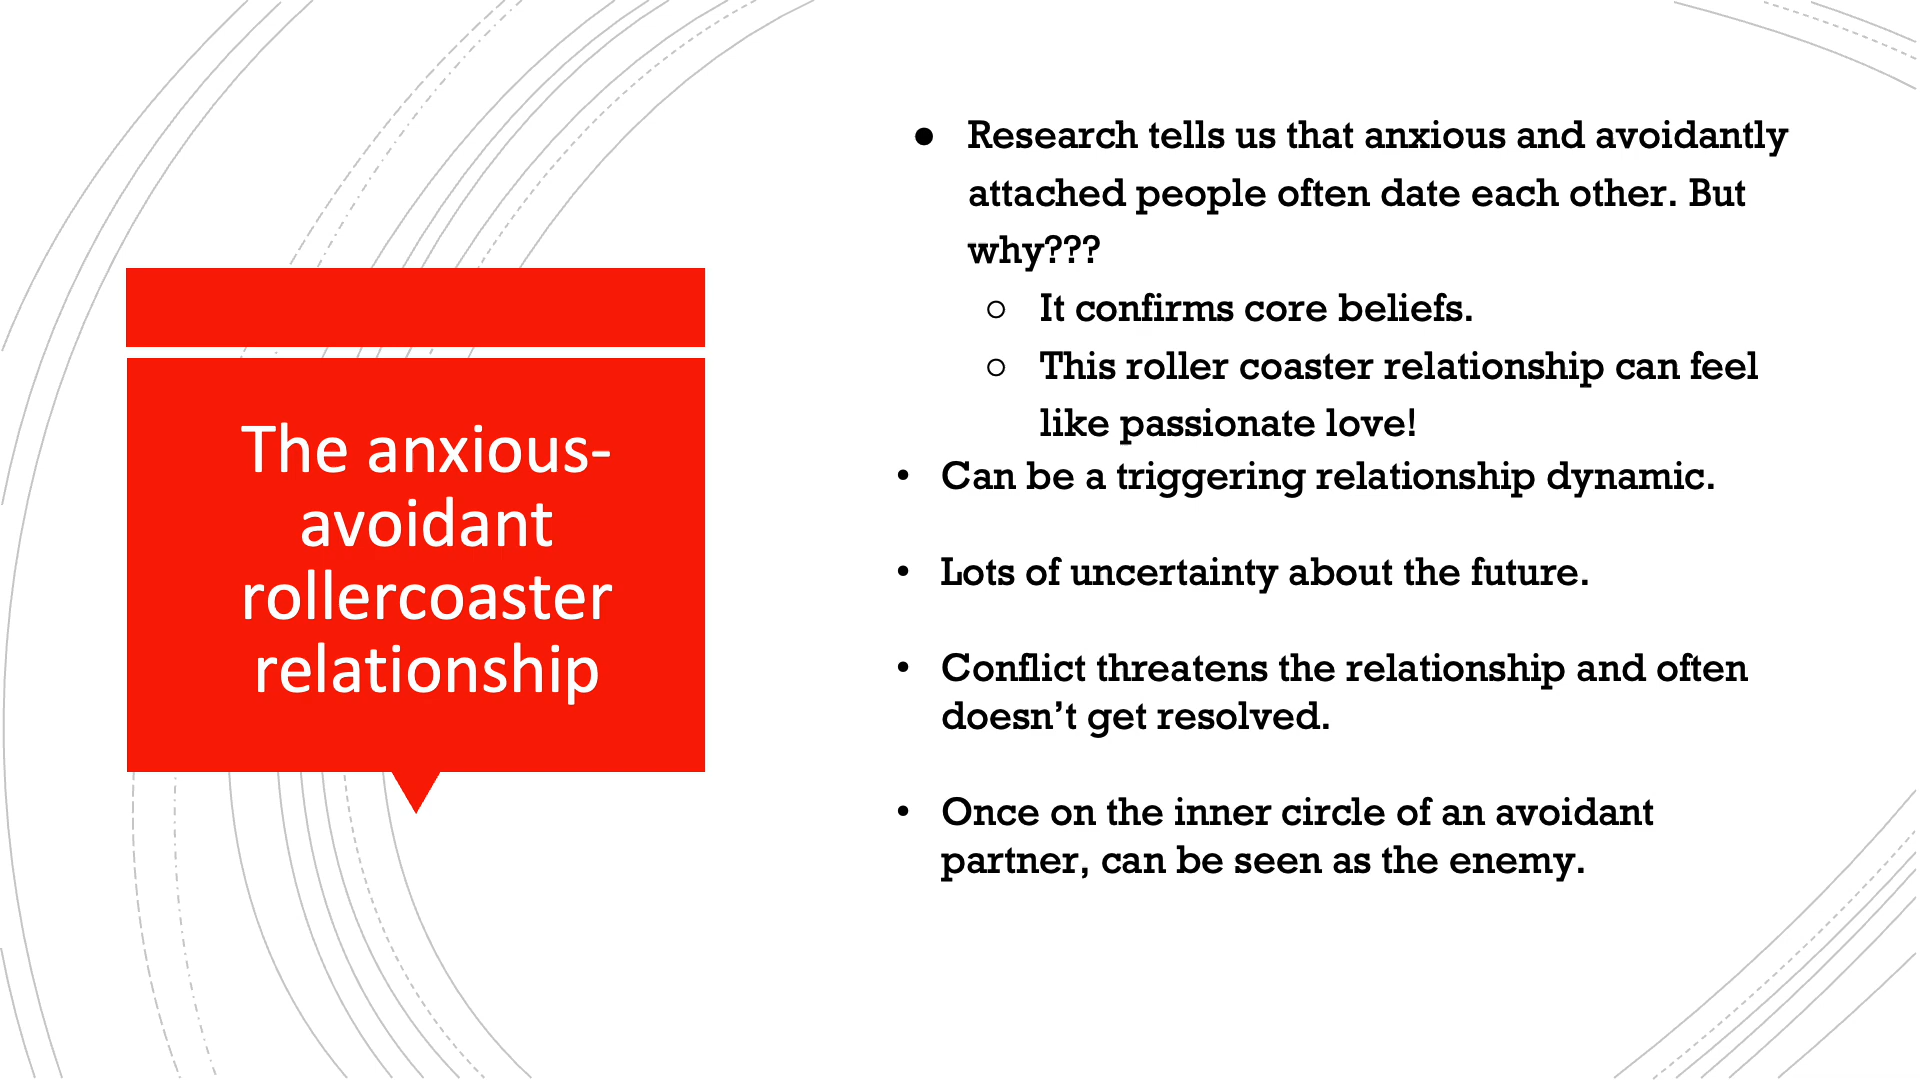 The anxious-
avoidant
rollercoaster
relationship
● Research tells us that anxious and avoidantly
attached people often date each other. But
why???
○ It confirms core beliefs.
○ This roller coaster relationship can feel
like passionate love!
• Can be a triggering relationship dynamic.
• Lots of uncertainty about the future.
• Conflict threatens the relationship and often
doesn’t get resolved.
• Once on the inner circle of an avoidant
partner, can be seen as the enemy.